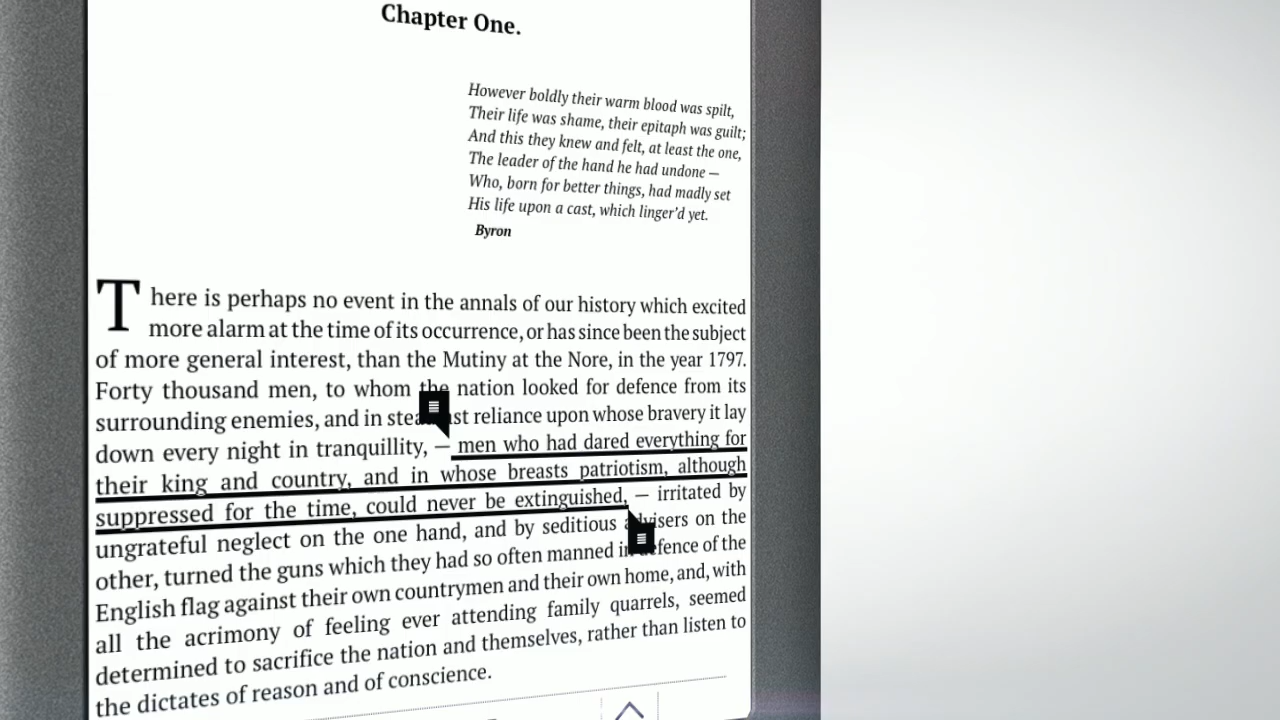 Chapter One.
However boldly their warm blood was spilt,
Their life was shame, their epitaph was guilt;
And this they knew and felt, at least the one,
The leader of the hand he had undone —
Who, born for better things, had madly set
His life upon a cast, which linger'd yet.
Byron
There is perhaps no event in the annals of our history which excited
more alarm at the time of its occurrence, or has since been the subject
of more general interest, than the Mutiny at the Nore, in the year 1797.
Forty thousand men, to whom the nation looked for defence from its
surrounding enemies, and in reliance upon whose bravery it lay
down every night in tranquillity, — men who had dared everything for
their king and country, and in whose breasts patriotism, although
suppressed for the time, could never be extinguished, — irritated by
ungrateful neglect on the one hand, and by seditious advisers on the
other, turned the guns which they had so often manned in defence of the
English flag against their own countrymen and their own home, and, with
all the acrimony of feeling ever attending family quarrels, seemed
determined to sacrifice the nation and themselves, rather than listen to
the dictates of reason and of conscience.